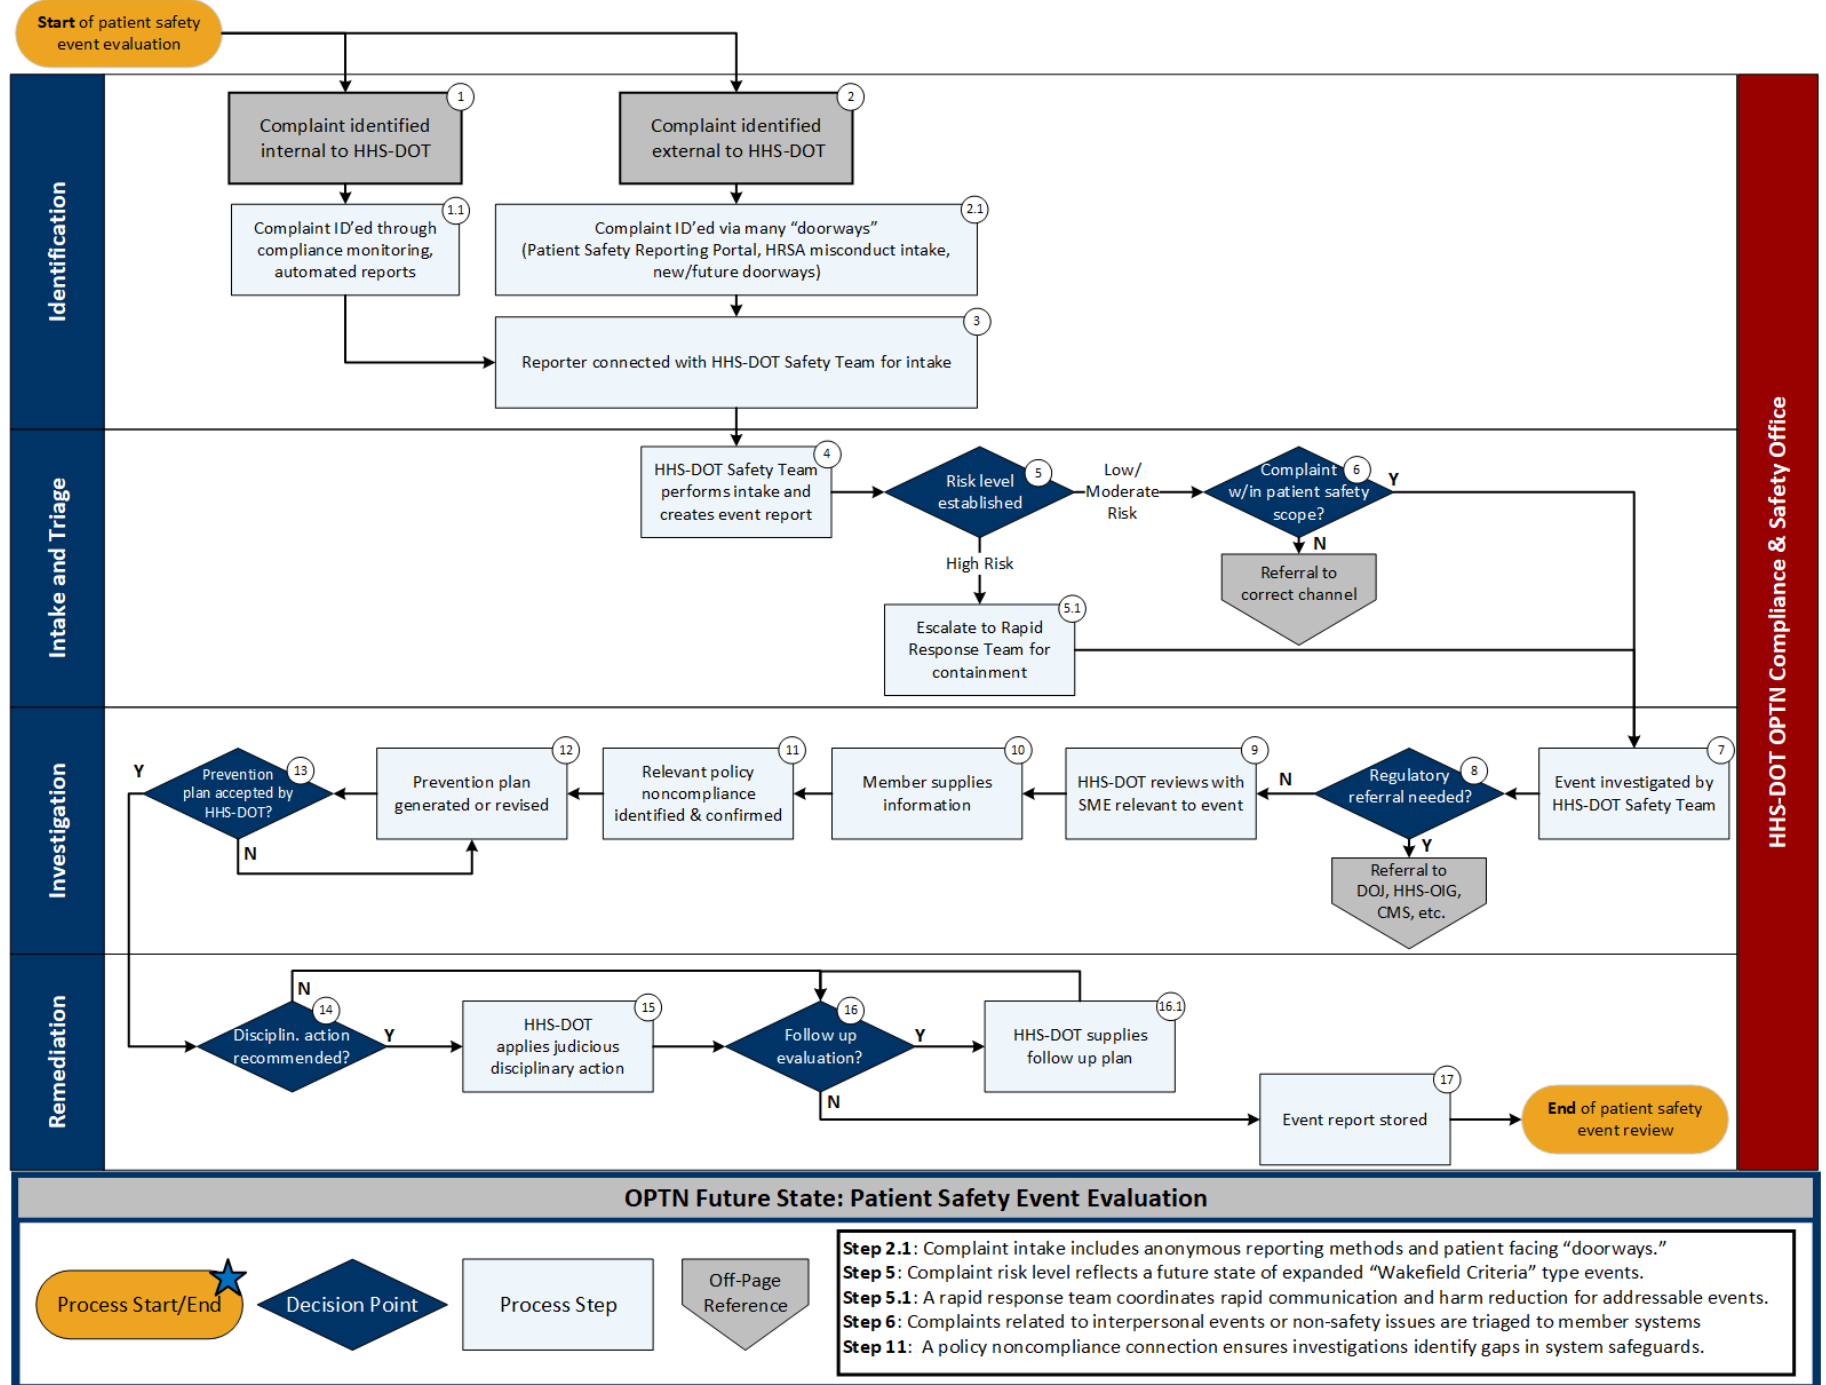 Start of patient safety
event evaluation
Identification
1
Complaint identified
internal to HHS-DOT
2
Complaint identified
external to HHS-DOT
1.1
Complaint ID’ed through
compliance monitoring,
automated reports
2.1
Complaint ID’ed via many “doorways”
(Patient Safety Reporting Portal, HRSA misconduct intake,
new/future doorways)
3
Reporter connected with HHS-DOT Safety Team for intake
HHS-DOT OPTN Compliance & Safety Office
Intake and Triage
4
HHS-DOT Safety Team
performs intake and
creates event report
5
Risk level
established
Low/
Moderate
Risk
6
Complaint
w/in patient safety
scope?
Y
N
Referral to
correct channel
High Risk
5.1
Escalate to Rapid
Response Team for
containment
Investigation
7
Event investigated by
HHS-DOT Safety Team
8
Regulatory
referral needed?
Y
Referral to
DOJ, HHS-OIG,
CMS, etc.
N
9
HHS-DOT reviews with
SME relevant to event
10
Member supplies
information
11
Relevant policy
noncompliance
identified & confirmed
12
Prevention plan
generated or revised
13
Prevention
plan accepted by
HHS-DOT?
Y
N
Remediation
14
Disciplin. action
recommended?
N
Y
15
HHS-DOT
applies judicious
disciplinary action
16
Follow up
evaluation?
Y
16.1
HHS-DOT supplies
follow up plan
N
17
Event report stored
End of patient safety
event review
OPTN Future State: Patient Safety Event Evaluation
Process Start/End
Decision Point
Process Step
Off-Page
Reference
Step 2.1: Complaint intake includes anonymous reporting methods and patient facing “doorways.”
Step 5: Complaint risk level reflects a future state of expanded “Wakefield Criteria” type events.
Step 5.1: A rapid response team coordinates rapid communication and harm reduction for addressable events.
Step 6: Complaints related to interpersonal events or non-safety issues are triaged to member systems
Step 11: A policy noncompliance connection ensures investigations identify gaps in system safeguards.